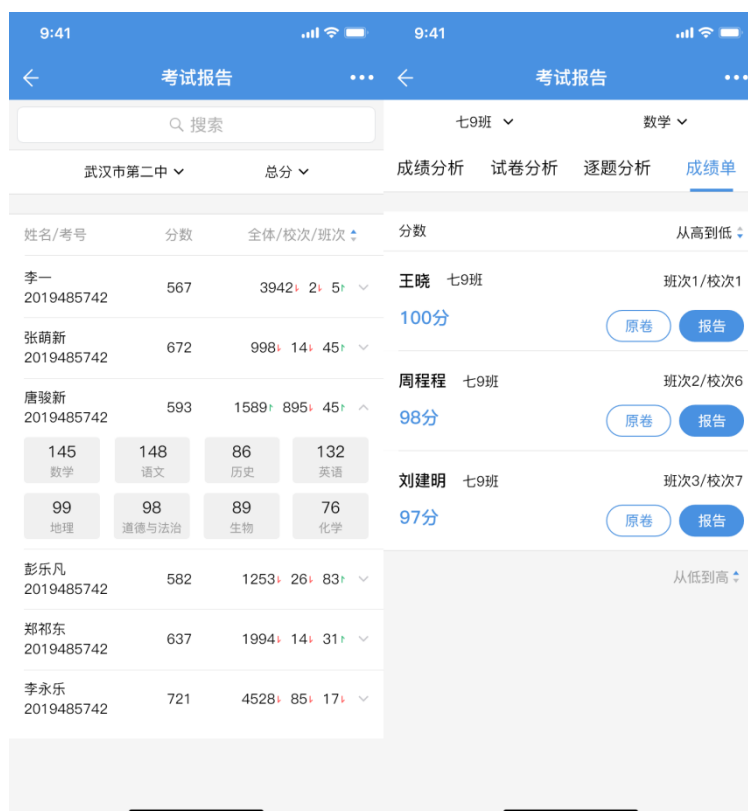 9:41
考试报告
搜索
武汉市第二中 总分
姓名/考号 分数 全体/校次/班次
李一
2019485742
567 3942 2 5
张萌新
2019485742
672 998 14 45
唐骏新
2019485742
593 1589 895 45
145 148 86 132
数学 语文 历史 英语
99 98 89 76
地理 道德与法治 生物 化学
彭乐凡
2019485742
582 1253 26 83
郑祁东
2019485742
637 1994 14 31
李永乐
2019485742
721 4528 85 17
9:41
考试报告
七9班 数学
成绩分析 试卷分析 逐题分析 成绩单
分数 从高到低
王晓 七9班 班次1/校次1
100分 原卷 报告
周程程 七9班 班次2/校次6
98分 原卷 报告
刘建明 七9班 班次3/校次7
97分 原卷 报告
从低到高